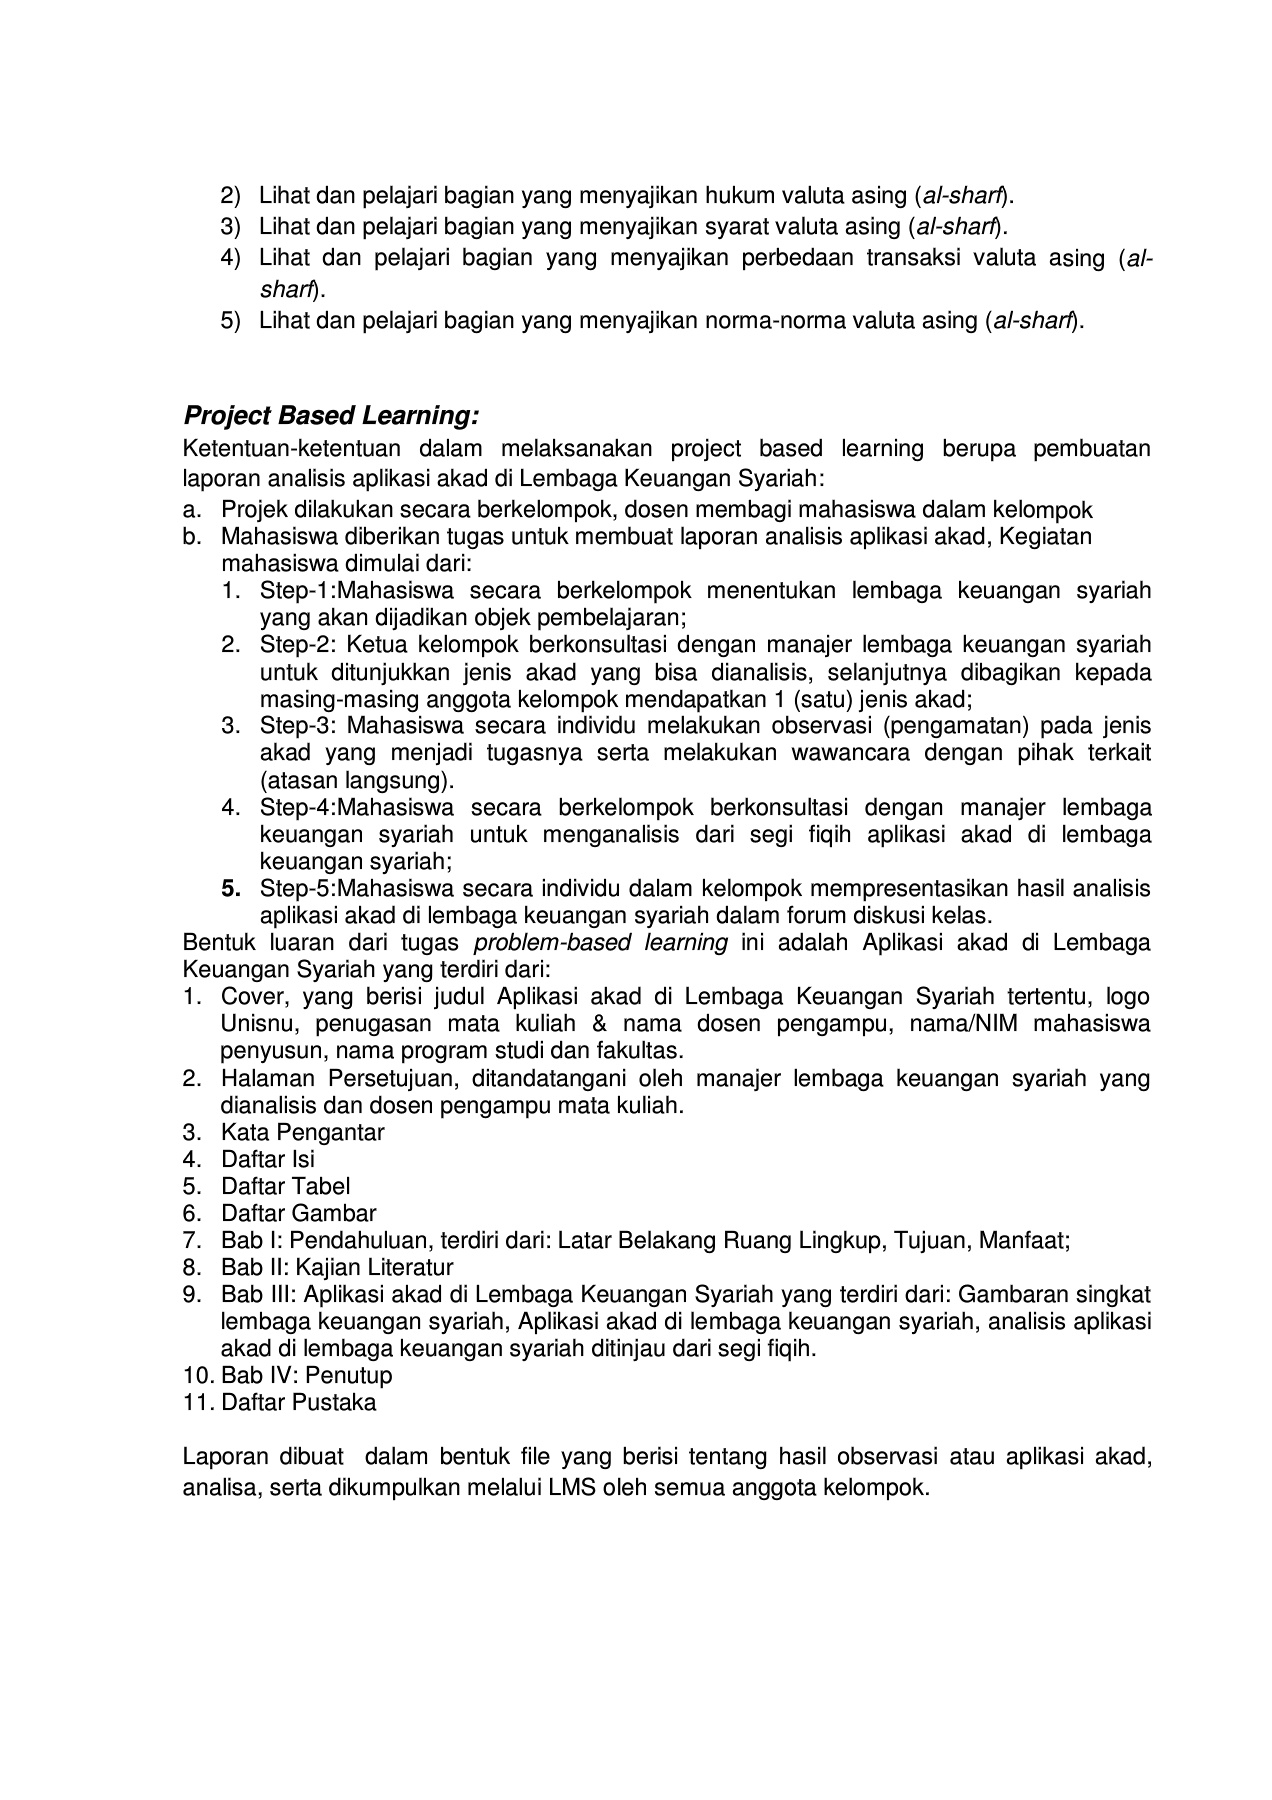 2) Lihat dan pelajari bagian yang menyajikan hukum valuta asing (al-sharf).
3) Lihat dan pelajari bagian yang menyajikan syarat valuta asing (al-sharf).
4) Lihat dan pelajari bagian yang menyajikan perbedaan transaksi valuta asing (al-
sharf).
5) Lihat dan pelajari bagian yang menyajikan norma-norma valuta asing (al-sharf).
Project Based Learning:
Ketentuan-ketentuan dalam melaksanakan project based learning berupa pembuatan
laporan analisis aplikasi akad di Lembaga Keuangan Syariah:
a. Projek dilakukan secara berkelompok, dosen membagi mahasiswa dalam kelompok
b. Mahasiswa diberikan tugas untuk membuat laporan analisis aplikasi akad, Kegiatan
mahasiswa dimulai dari:
1. Step-1:Mahasiswa secara berkelompok menentukan lembaga keuangan syariah
yang akan dijadikan objek pembelajaran;
2. Step-2: Ketua kelompok berkonsultasi dengan manajer lembaga keuangan syariah
untuk ditunjukkan jenis akad yang bisa dianalisis, selanjutnya dibagikan kepada
masing-masing anggota kelompok mendapatkan 1 (satu) jenis akad;
3. Step-3: Mahasiswa secara individu melakukan observasi (pengamatan) pada jenis
akad yang menjadi tugasnya serta melakukan wawancara dengan pihak terkait
(atasan langsung).
4. Step-4:Mahasiswa secara berkelompok berkonsultasi dengan manajer lembaga
keuangan syariah untuk menganalisis dari segi fiqih aplikasi akad di lembaga
keuangan syariah;
5. Step-5:Mahasiswa secara individu dalam kelompok mempresentasikan hasil analisis
aplikasi akad di lembaga keuangan syariah dalam forum diskusi kelas.
Bentuk luaran dari tugas problem-based learning ini adalah Aplikasi akad di Lembaga
Keuangan Syariah yang terdiri dari:
1. Cover, yang berisi judul Aplikasi akad di Lembaga Keuangan Syariah tertentu, logo
Unisnu, penugasan mata kuliah & nama dosen pengampu, nama/NIM mahasiswa
penyusun, nama program studi dan fakultas.
2. Halaman Persetujuan, ditandatangani oleh manajer lembaga keuangan syariah yang
dianalisis dan dosen pengampu mata kuliah.
3. Kata Pengantar
4. Daftar Isi
5. Daftar Tabel
6. Daftar Gambar
7. Bab I: Pendahuluan, terdiri dari: Latar Belakang Ruang Lingkup, Tujuan, Manfaat;
8. Bab II: Kajian Literatur
9. Bab III: Aplikasi akad di Lembaga Keuangan Syariah yang terdiri dari: Gambaran singkat
lembaga keuangan syariah, Aplikasi akad di lembaga keuangan syariah, analisis aplikasi
akad di lembaga keuangan syariah ditinjau dari segi fiqih.
10. Bab IV: Penutup
11. Daftar Pustaka
Laporan dibuat dalam bentuk file yang berisi tentang hasil observasi atau aplikasi akad,
analisa, serta dikumpulkan melalui LMS oleh semua anggota kelompok.